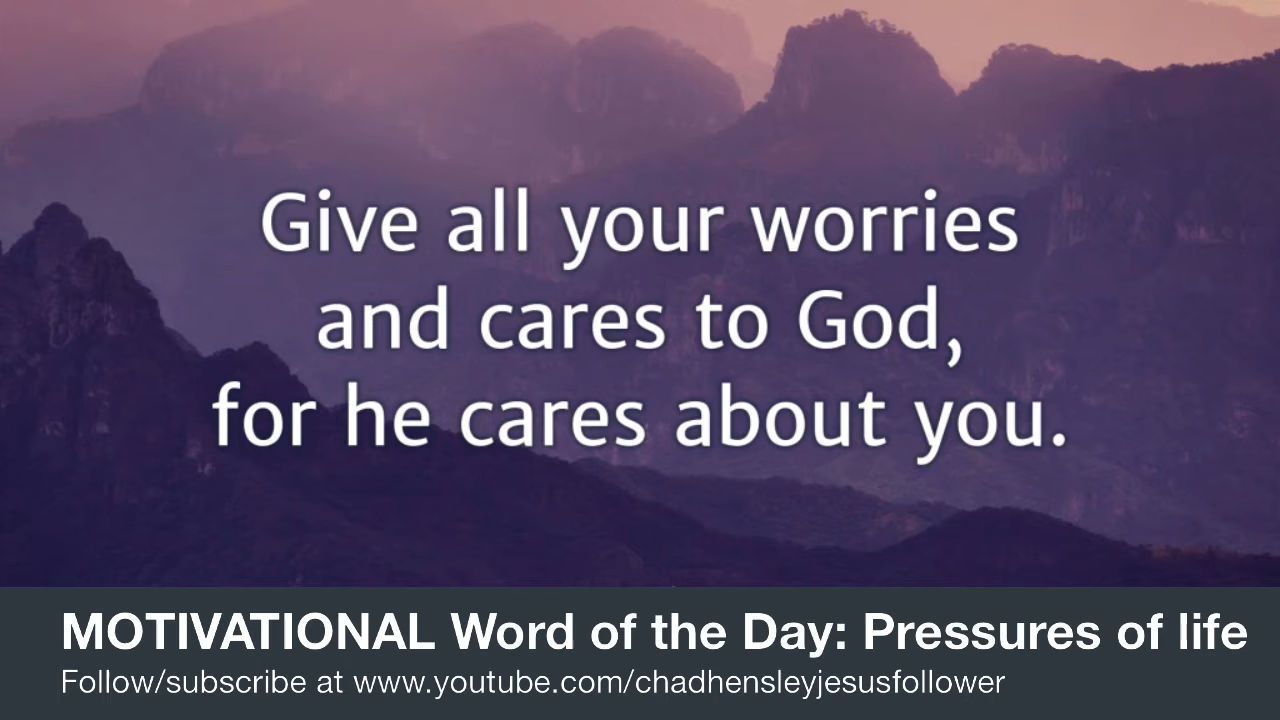 Give all your worries
and cares to God,
for he cares about you.
MOTIVATIONAL Word of the Day: Pressures of life
Follow/subscribe at www.youtube.com/chadhensleyjesusfollower